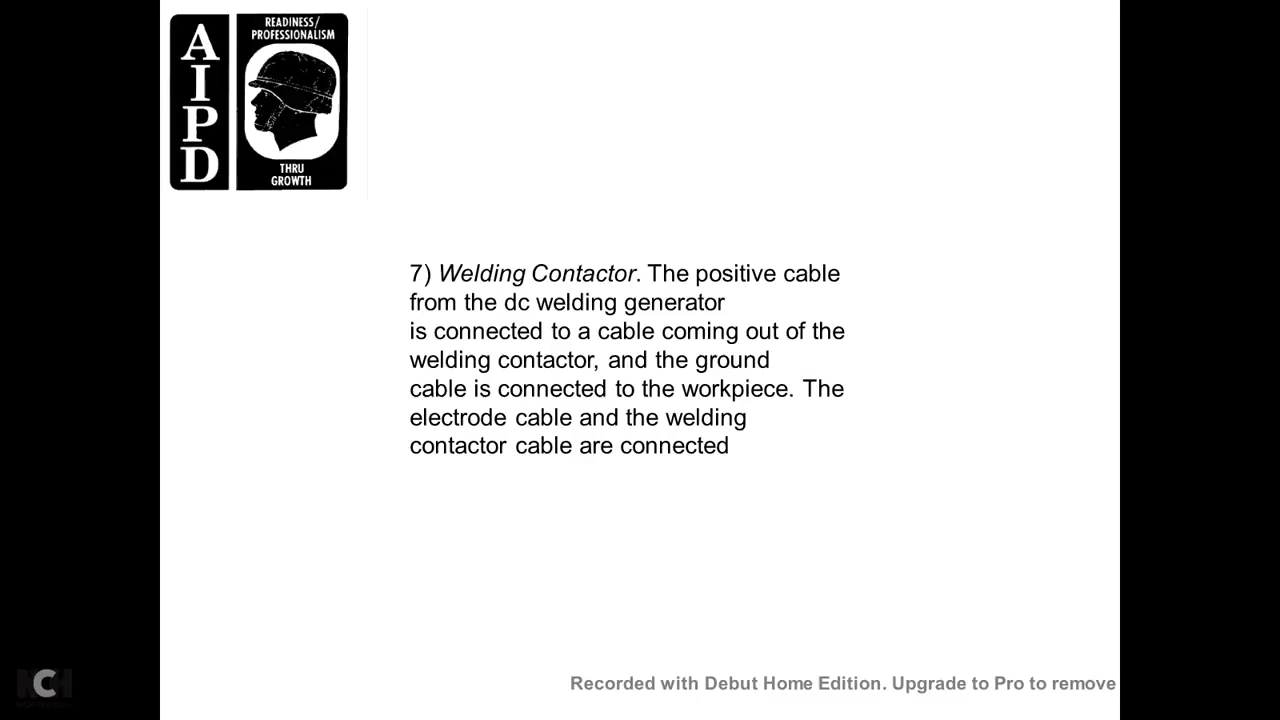 READINESS/
PROFESSIONALISM
AIPD
THRU
GROWTH
7) Welding Contactor. The positive cable
from the dc welding generator
is connected to a cable coming out of the
welding contactor, and the ground
cable is connected to the workpiece. The
electrode cable and the welding
contactor cable are connected
NCH
Recorded with Debut Home Edition. Upgrade to Pro to remove